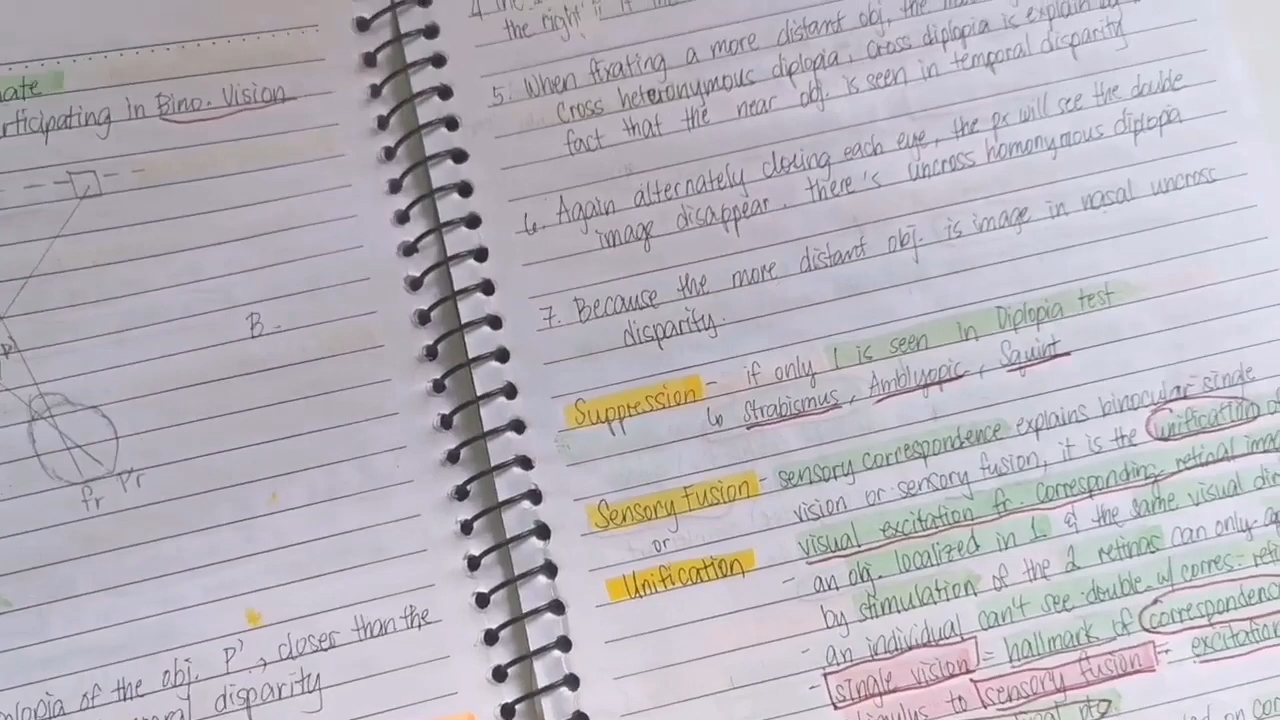 ate
rticipating in Bino. Vision
B.
P'
fr Pr
obj. P', closer than the
plopia of the
disparity
the right
5. When fixating a more distant obj, the
cross heteronymous diplopia, cross diplopia is explain
fact that the near obj. is seen in temporal disparity
6. Again alternately closing each eye, the px will see the double
image disappear. there's uncross homonymous diplopia
7. Because the more distant obj. is image in nasal uncross
disparity.
Suppression - if only 1 is seen in Diplopia test
↳ Strabismus, Amblyopic, Squint
Sensory Fusion - sensory correspondence explains binocular single
or
vision or sensory fusion, it is the unification of
Unification
visual excitation fr. corresponding retinal ima
- an obj. localized in 1 & the same visual dir
by stimulation of the 2 retinas can only
- an individual can't see double w/ corres. re
- single vision = hallmark of correspondenc
to sensory fusion = excitation